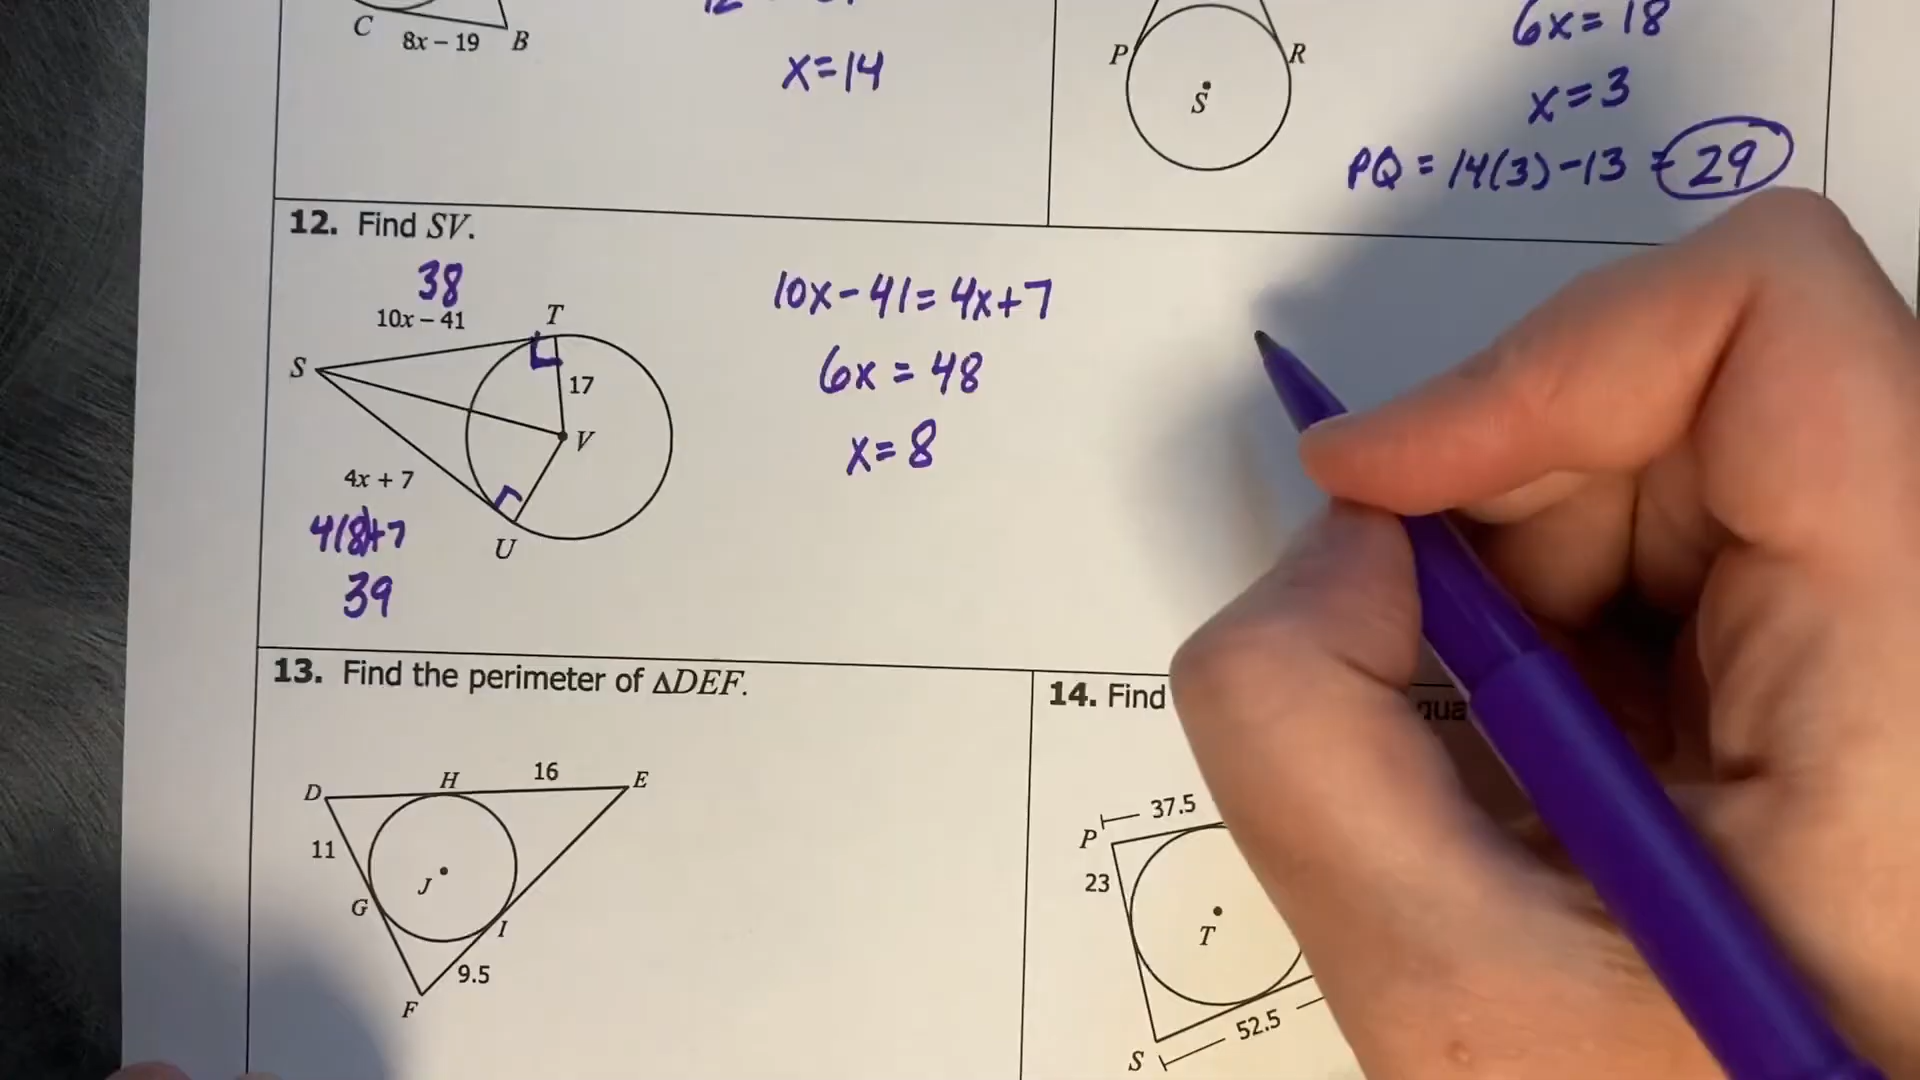 C
8x – 19
B
x=14
P
R
S
6x=18
x=3
PQ = 14(3)-13 = 29
12. Find SV.
38
10x – 41
T
S
17
V
4x + 7
4(8)+7
39
U
10x-41=4x+7
6x = 48
x=8
13. Find the perimeter of ΔDEF.
D
H
16
E
11
J
G
I
9.5
F
14. Find
37.5
P
23
T
52.5
S